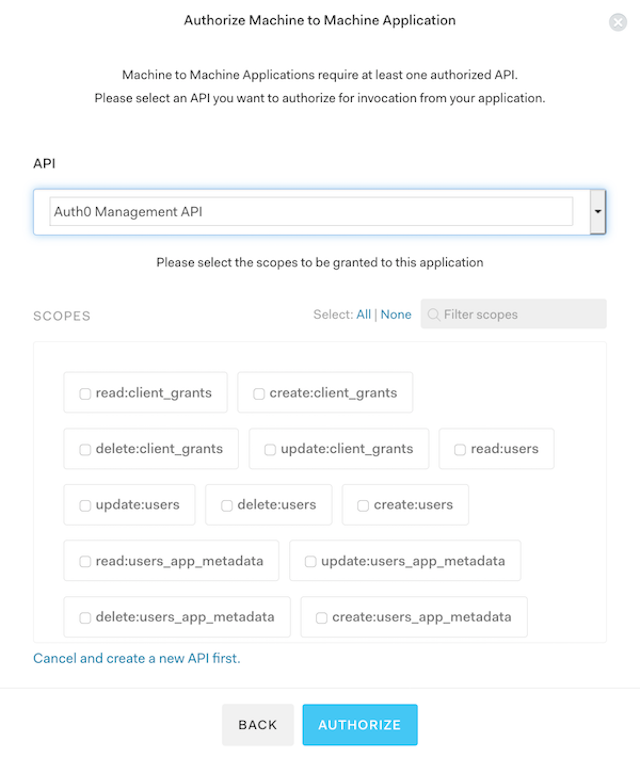 Authorize Machine to Machine Application
Machine to Machine Applications require at least one authorized API.
Please select an API you want to authorize for invocation from your application.
API
Auth0 Management API
Please select the scopes to be granted to this application
SCOPES Select: All | None Filter scopes
read:client_grants create:client_grants
delete:client_grants update:client_grants read:users
update:users delete:users create:users
read:users_app_metadata update:users_app_metadata
delete:users_app_metadata create:users_app_metadata
Cancel and create a new API first.
BACK AUTHORIZE